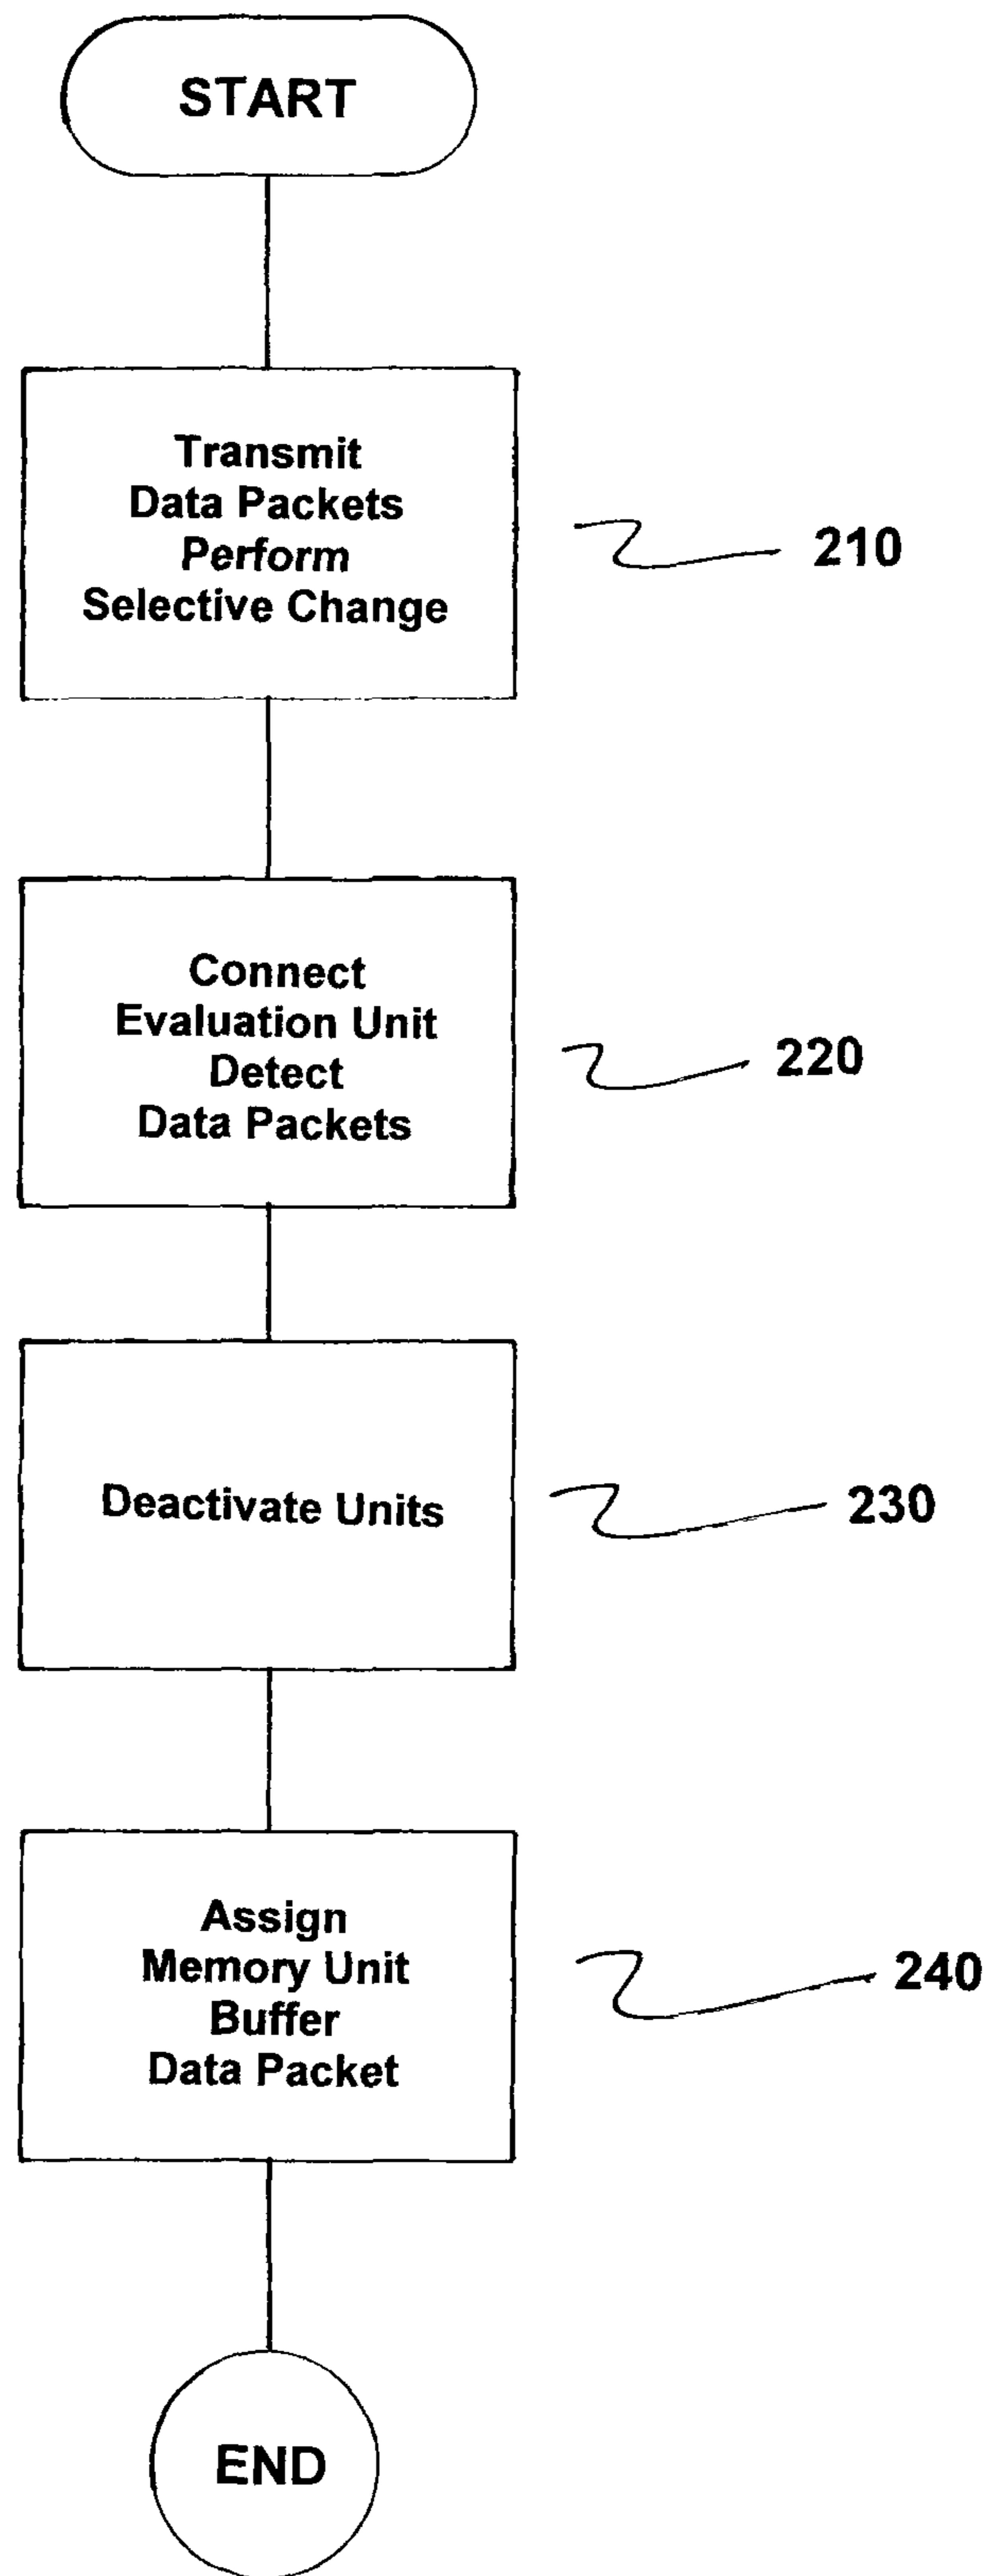 START
Transmit
Data Packets
Perform
Selective Change
210
Connect
Evaluation Unit
Detect
Data Packets
220
Deactivate Units
230
Assign
Memory Unit
Buffer
Data Packet
240
END